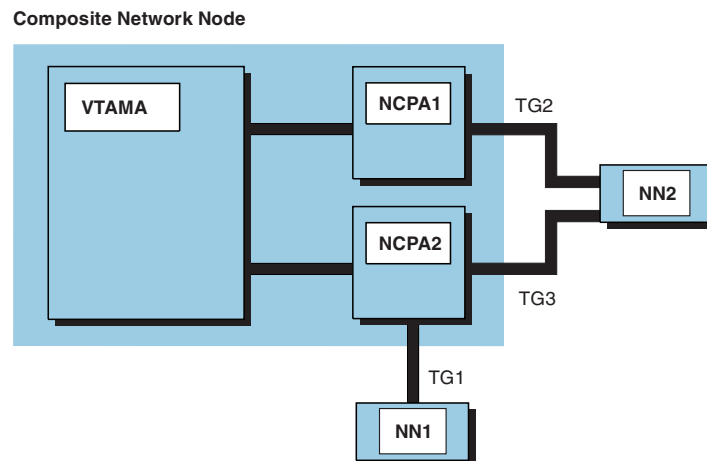 Composite Network Node
VTAMA
NCPA1
TG2
NN2
NCPA2
TG3
TG1
NN1